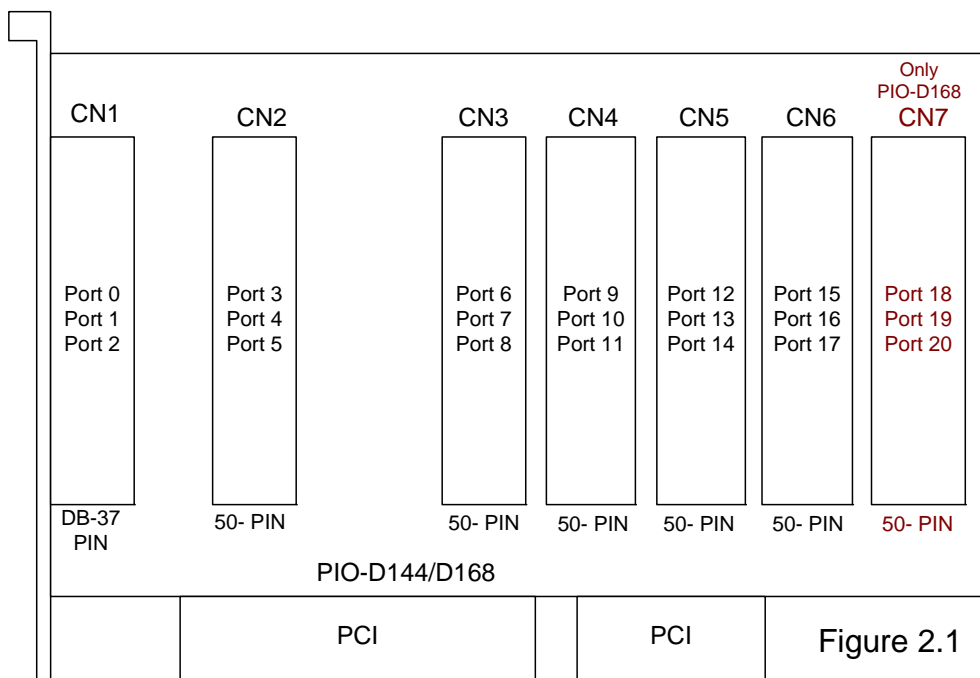 Only
PIO-D168
CN1
CN2
CN3
CN4
CN5
CN6
CN7
Port 0
Port 1
Port 2
Port 3
Port 4
Port 5
Port 6
Port 7
Port 8
Port 9
Port 10
Port 11
Port 12
Port 13
Port 14
Port 15
Port 16
Port 17
Port 18
Port 19
Port 20
DB-37
PIN
50- PIN
50- PIN
50- PIN
50- PIN
50- PIN
50- PIN
PIO-D144/D168
PCI
PCI
Figure 2.1